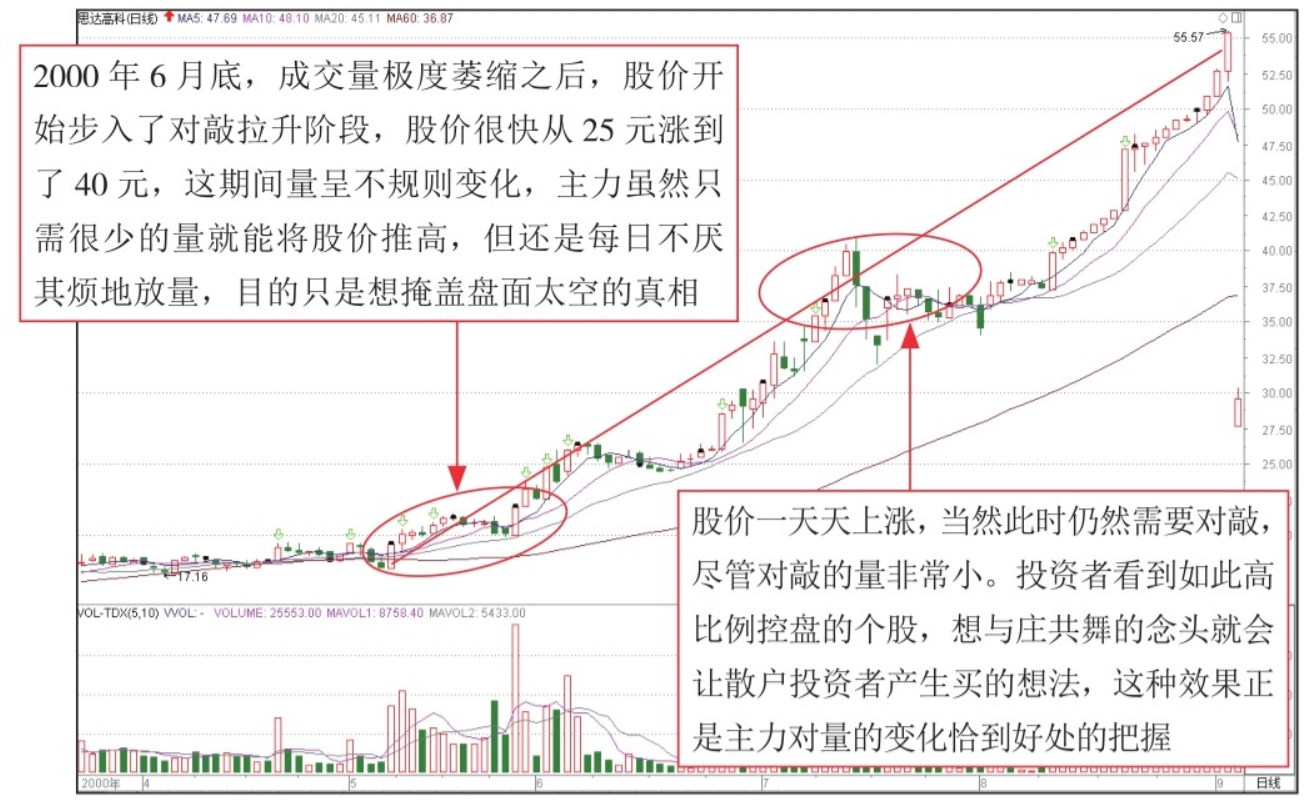 思达高科(日线) MA5: 47.69 MA10: 48.10 MA20: 45.11 MA60: 36.87
55.57
55.00
52.50
50.00
47.50
45.00
42.50
40.00
37.50
35.00
32.50
30.00
27.50
25.00
2000 年 6 月底，成交量极度萎缩之后，股价开
始步入了对敲拉升阶段，股价很快从 25 元涨到
了 40 元，这期间量呈不规则变化，主力虽然只
需很少的量就能将股价推高，但还是每日不厌
其烦地放量，目的只是想掩盖盘面太空的真相
17.16
股价一天天上涨，当然此时仍然需要对敲，
尽管对敲的量非常小。投资者看到如此高
比例控盘的个股，想与庄共舞的念头就会
让散户投资者产生买的想法，这种效果正
是主力对量的变化恰到好处的把握
VOL-TDX(5,10) VVOL: - VOLUME: 25553.00 MAVOL1: 8758.40 MAVOL2: 5433.00
2000年 4 5 6 7 8 9 日线